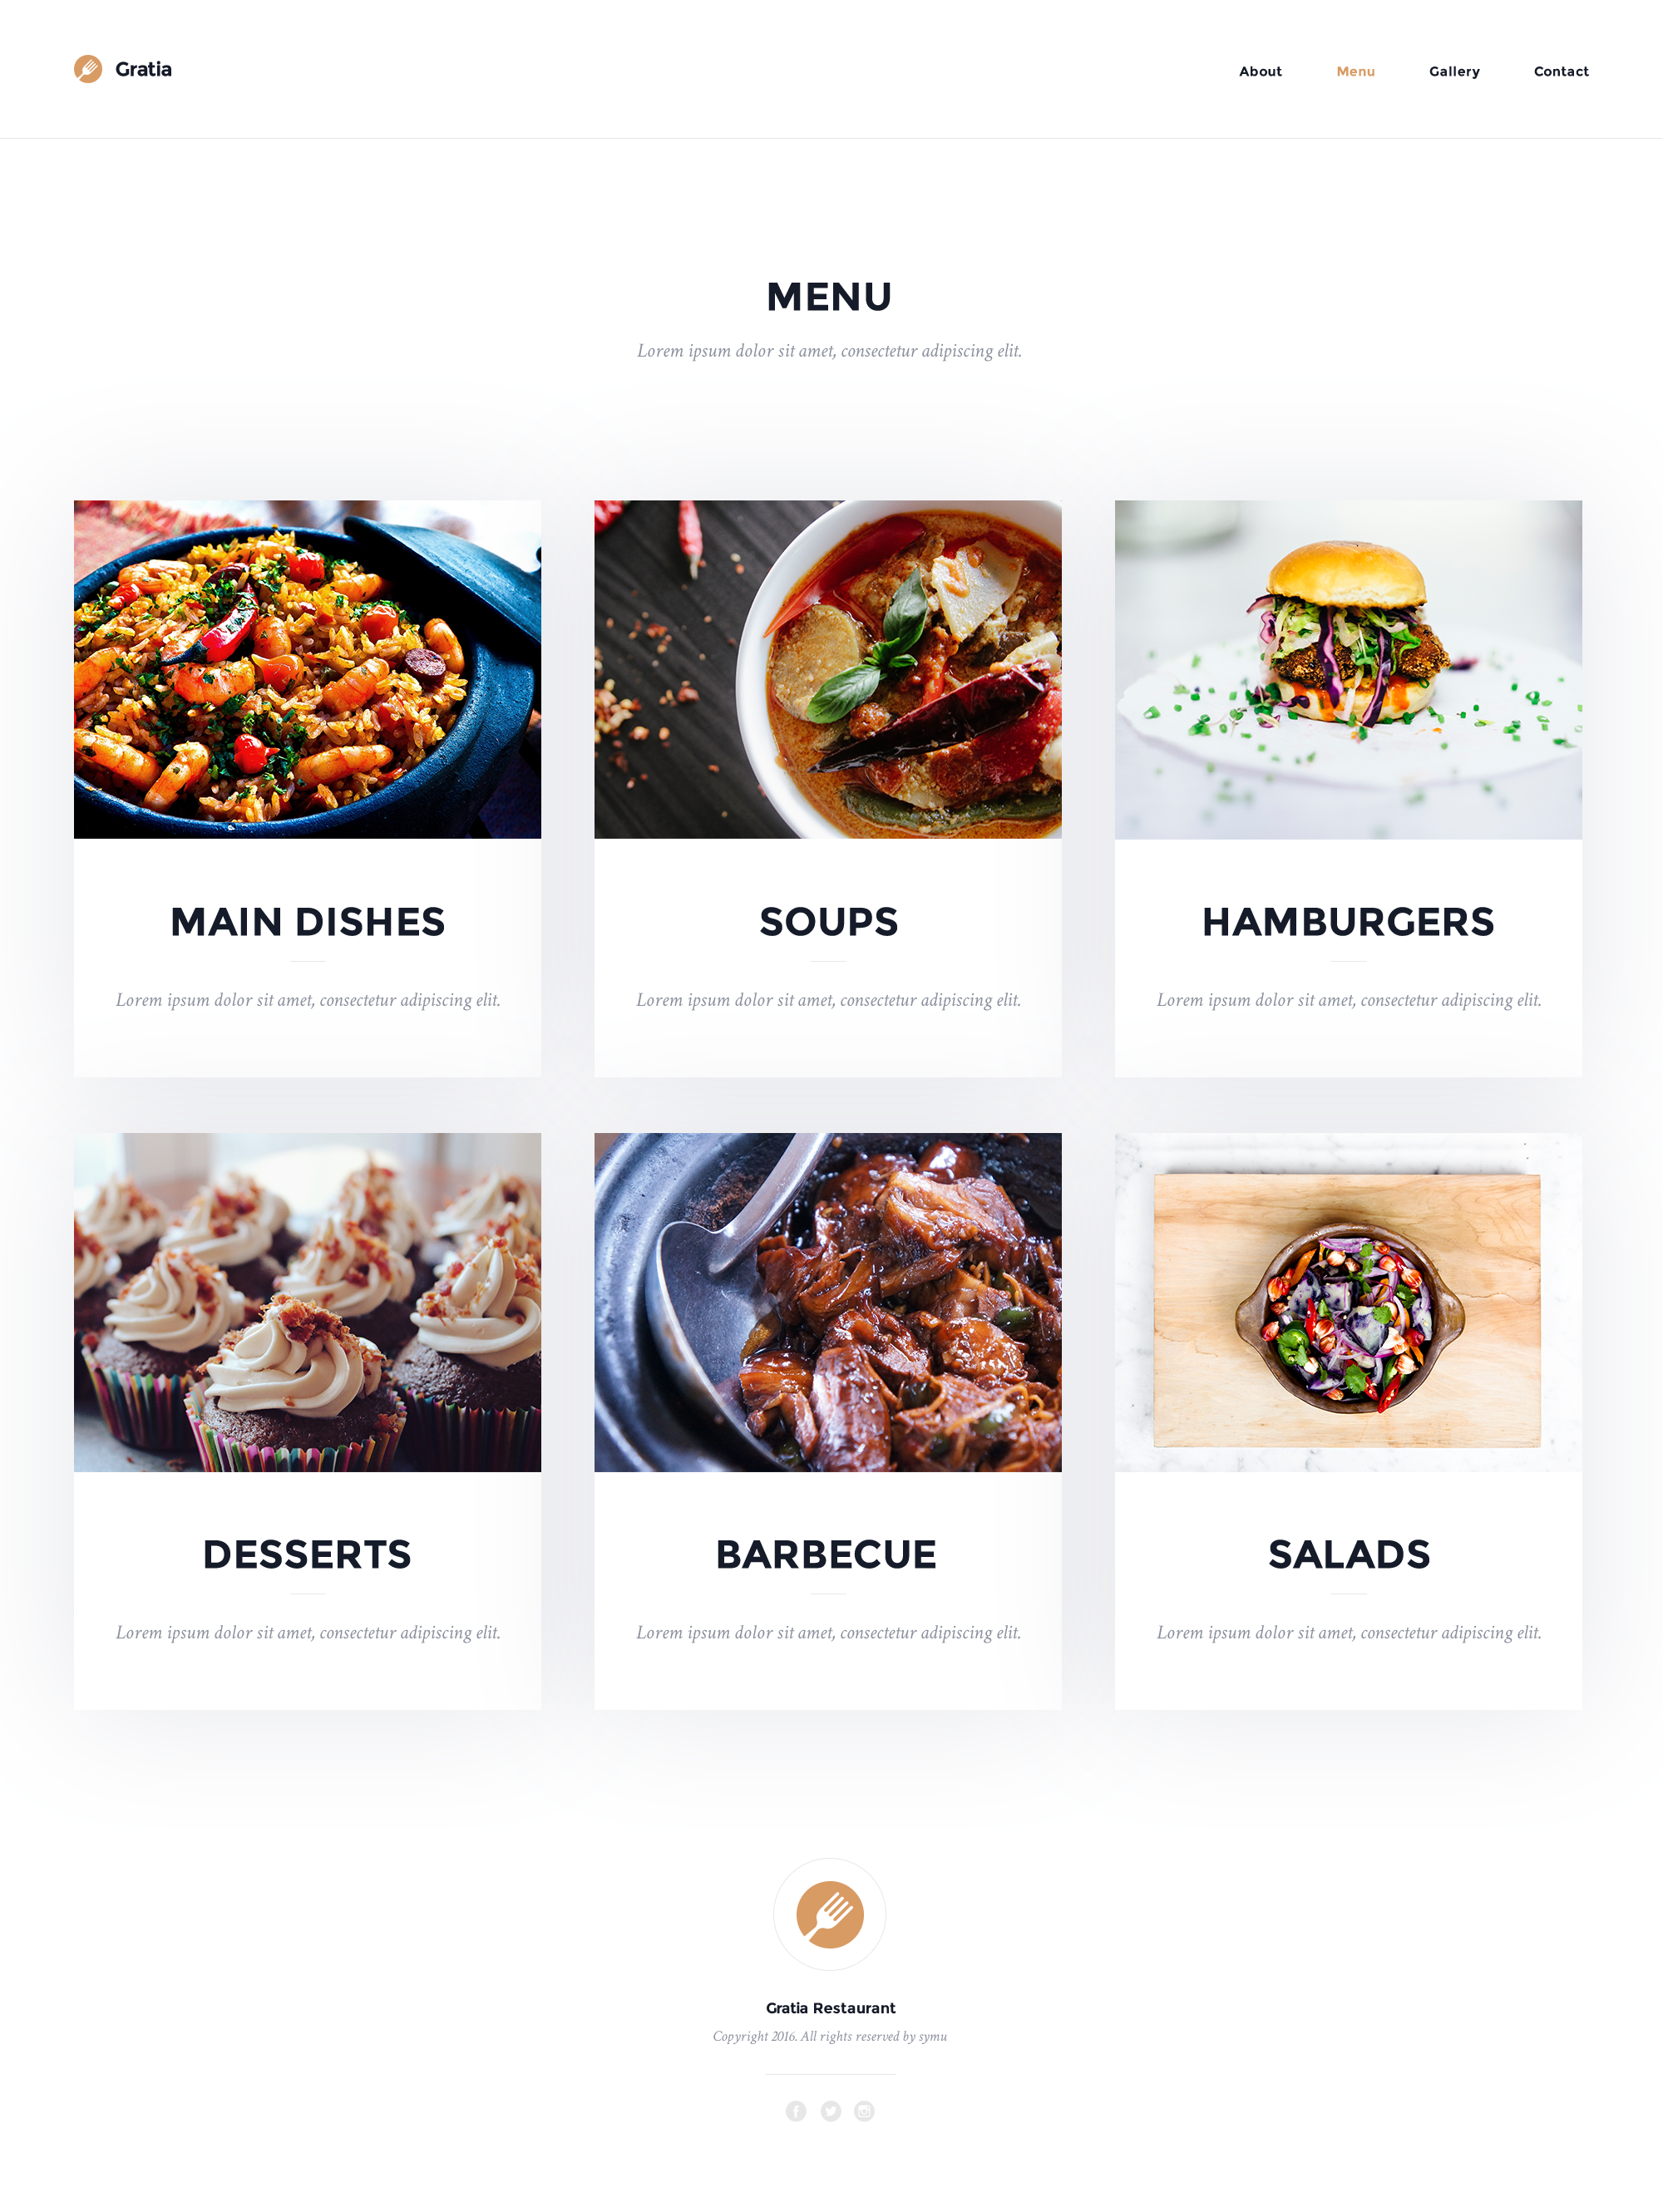 Gratia
About Menu Gallery Contact
MENU
Lorem ipsum dolor sit amet, consectetur adipiscing elit.
MAIN DISHES
Lorem ipsum dolor sit amet, consectetur adipiscing elit.
SOUPS
Lorem ipsum dolor sit amet, consectetur adipiscing elit.
HAMBURGERS
Lorem ipsum dolor sit amet, consectetur adipiscing elit.
DESSERTS
Lorem ipsum dolor sit amet, consectetur adipiscing elit.
BARBECUE
Lorem ipsum dolor sit amet, consectetur adipiscing elit.
SALADS
Lorem ipsum dolor sit amet, consectetur adipiscing elit.
Gratia Restaurant
Copyright 2016. All rights reserved by symu